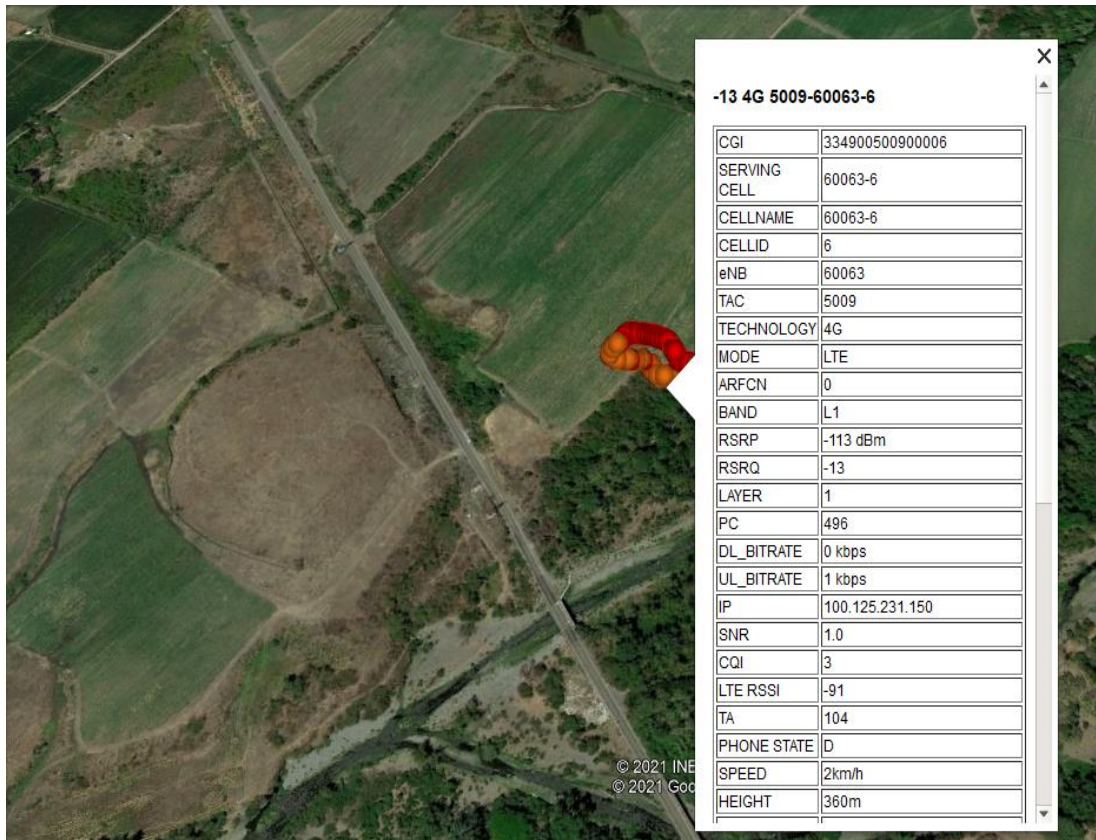 -13 4G 5009-60063-6
CGI 334900500900006
SERVING CELL 60063-6
CELLNAME 60063-6
CELLID 6
eNB 60063
TAC 5009
TECHNOLOGY 4G
MODE LTE
ARFCN 0
BAND L1
RSRP -113 dBm
RSRQ -13
LAYER 1
PC 496
DL_BITRATE 0 kbps
UL_BITRATE 1 kbps
IP 100.125.231.150
SNR 1.0
CQI 3
LTE RSSI -91
TA 104
PHONE STATE D
SPEED 2km/h
HEIGHT 360m
© 2021 INE
© 2021 Goo